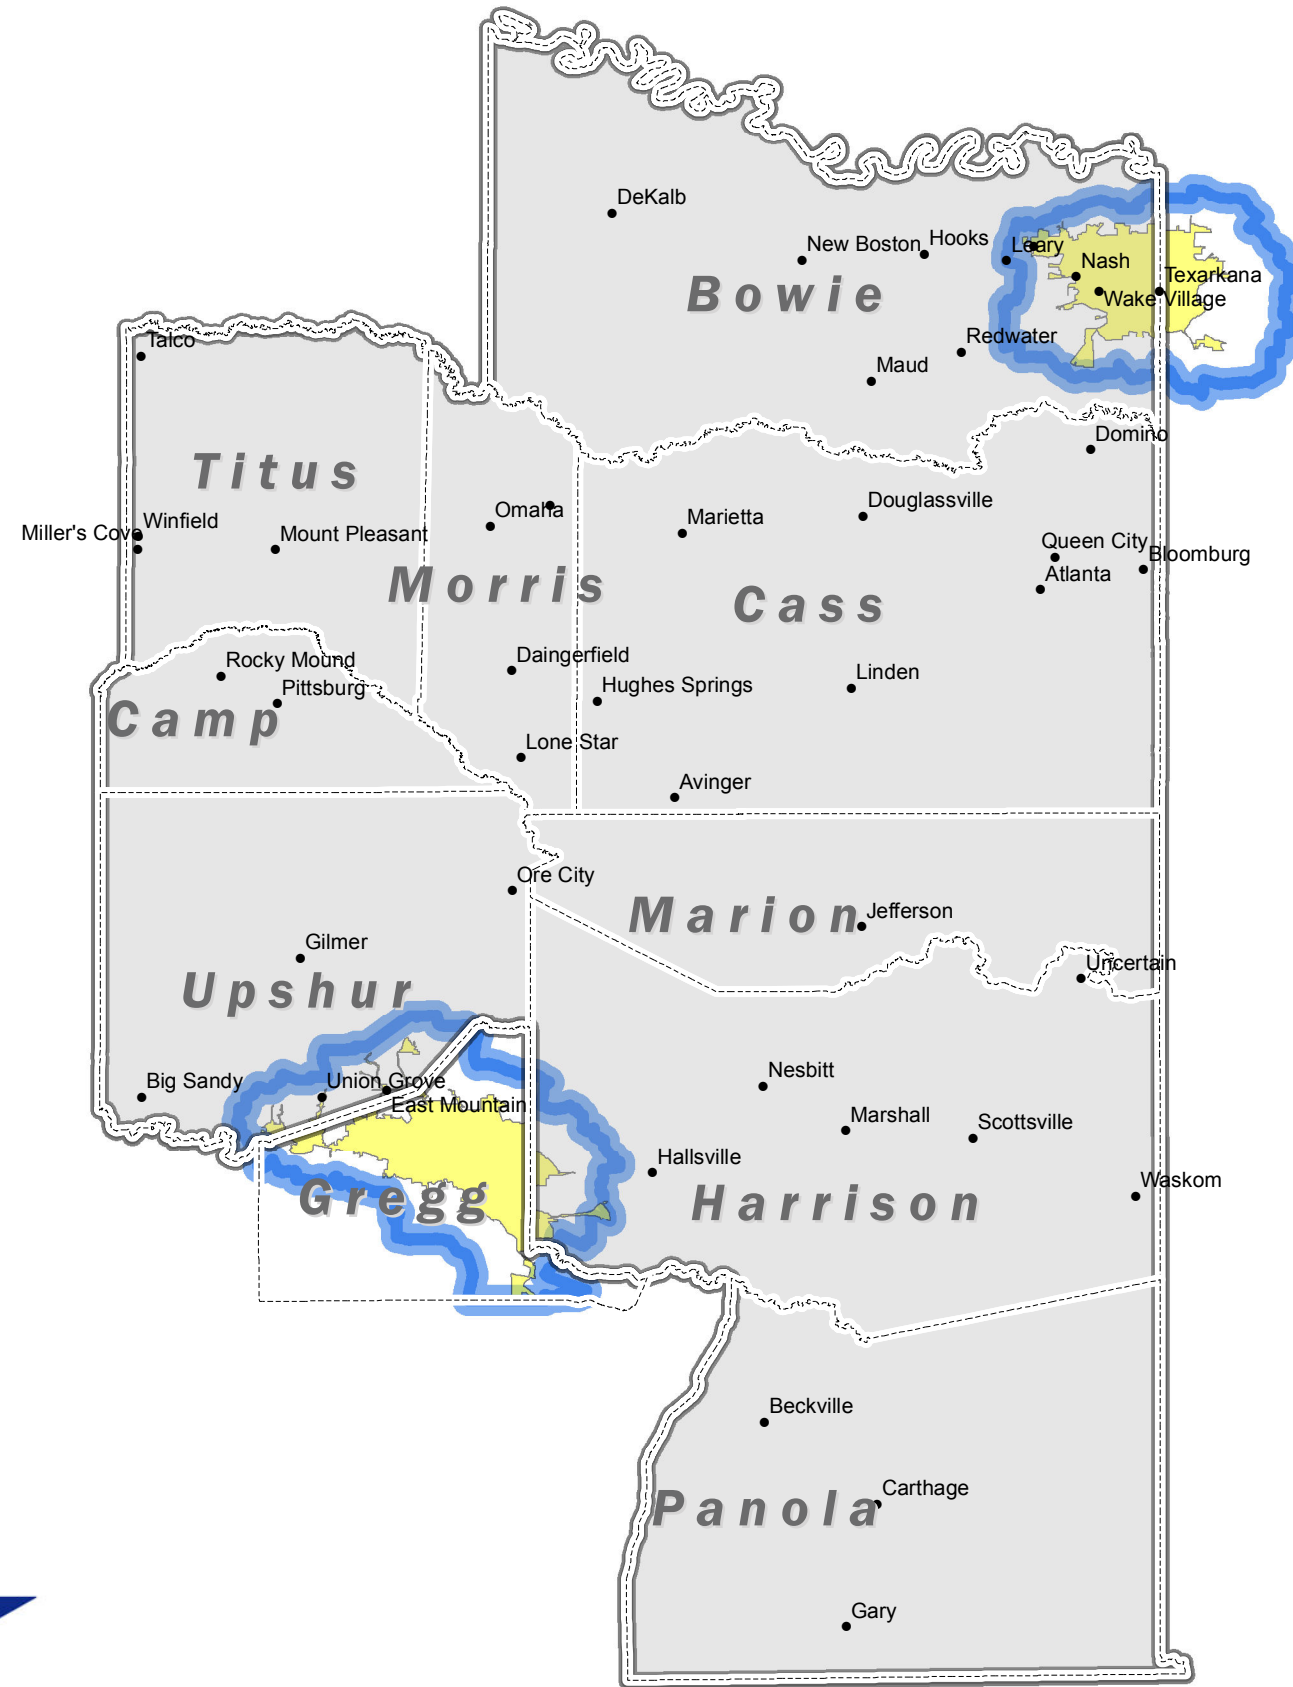 DeKalb
Hooks
New Boston
Leary
Nash
Texarkana
Bowie
Wake Village
Redwater
Talco
Maud
Domino
Titus
Douglassville
Omaha
Marietta
Winfield
Miller's Cove
Mount Pleasant
Queen City
Bloomburg
Atlanta
Morris
Cass
Daingerfield
Rocky Mound
Linden
Hughes Springs
Pittsburg
Camp
Lone Star
Avinger
Ore City
Marion
Jefferson
Gilmer
Uncertain
Upshur
Nesbitt
Big Sandy
Union Grove
East Mountain
Marshall
Scottsville
Hallsville
Waskom
Gregg
Harrison
Beckville
Carthage
Panola
Gary